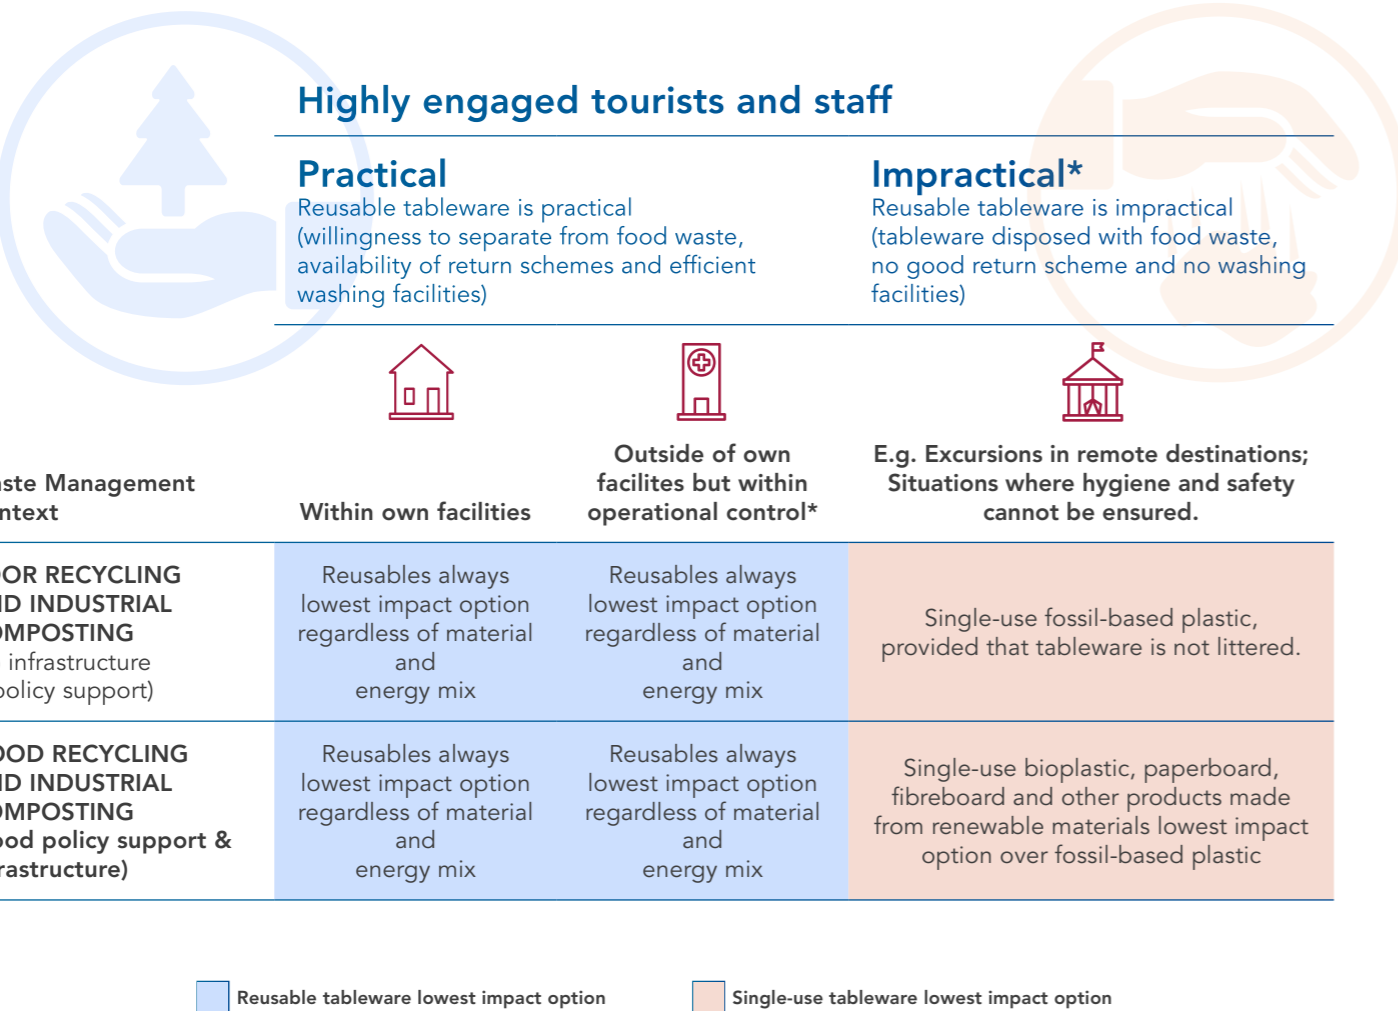 Highly engaged tourists and staff
Practical
Reusable tableware is practical
(willingness to separate from food waste,
availability of return schemes and efficient
washing facilities)
Impractical*
Reusable tableware is impractical
(tableware disposed with food waste,
no good return scheme and no washing
facilities)
aste Management
ntext
Within own facilities
Outside of own
facilites but within
operational control*
E.g. Excursions in remote destinations;
Situations where hygiene and safety
cannot be ensured.
OOR RECYCLING
ND INDUSTRIAL
OMPOSTING
infrastructure
policy support)
Reusables always
lowest impact option
regardless of material
and
energy mix
Reusables always
lowest impact option
regardless of material
and
energy mix
Single-use fossil-based plastic,
provided that tableware is not littered.
OOD RECYCLING
ND INDUSTRIAL
OMPOSTING
ood policy support &
rastructure)
Reusables always
lowest impact option
regardless of material
and
energy mix
Reusables always
lowest impact option
regardless of material
and
energy mix
Single-use bioplastic, paperboard,
fibreboard and other products made
from renewable materials lowest impact
option over fossil-based plastic
Reusable tableware lowest impact option
Single-use tableware lowest impact option